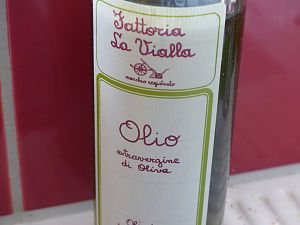 Fattoria
La Vialla
marchio registrato
Olio
extravergine
di Oliva